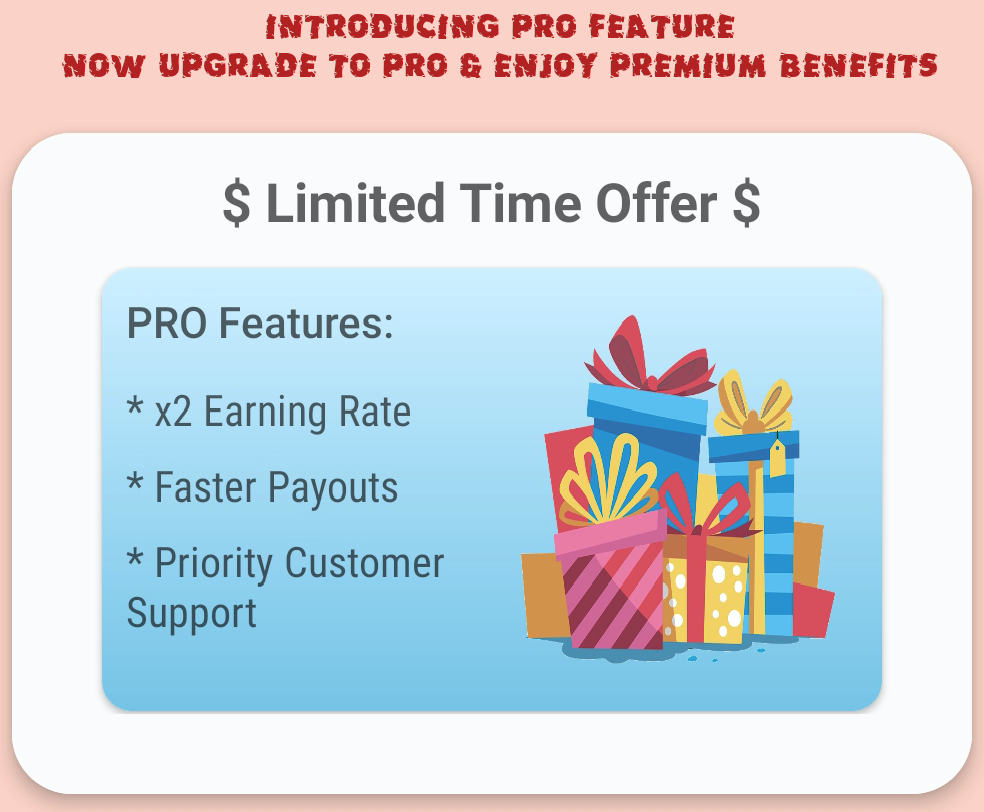 INTRODUCING PRO FEATURE
NOW UPGRADE TO PRO & ENJOY PREMIUM BENEFITS
$ Limited Time Offer $
PRO Features:
* x2 Earning Rate
* Faster Payouts
* Priority Customer
Support